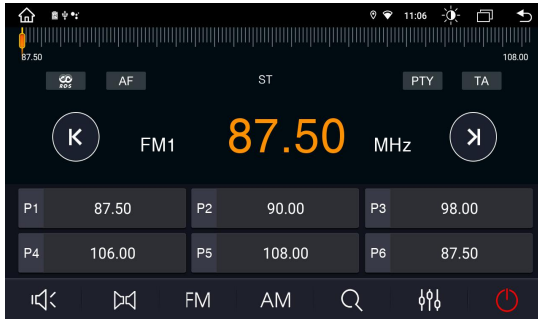 11:06
87.50
108.00
RDS AF ST PTY TA
FM1 87.50 MHz
P1 87.50 P2 90.00 P3 98.00
P4 106.00 P5 108.00 P6 87.50
FM AM